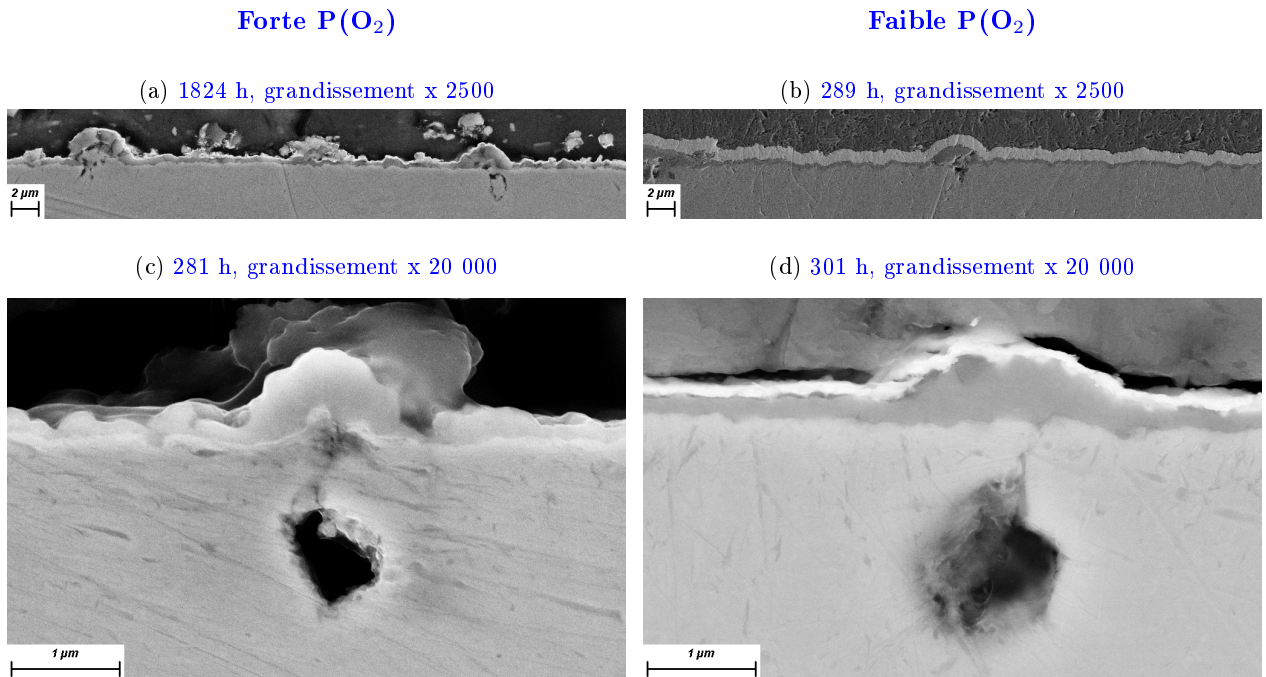 Forte P(O₂)
Faible P(O₂)
(a) 1824 h, grandissement x 2500
(b) 289 h, grandissement x 2500
2 µm
2 µm
(c) 281 h, grandissement x 20 000
(d) 301 h, grandissement x 20 000
1 µm
1 µm